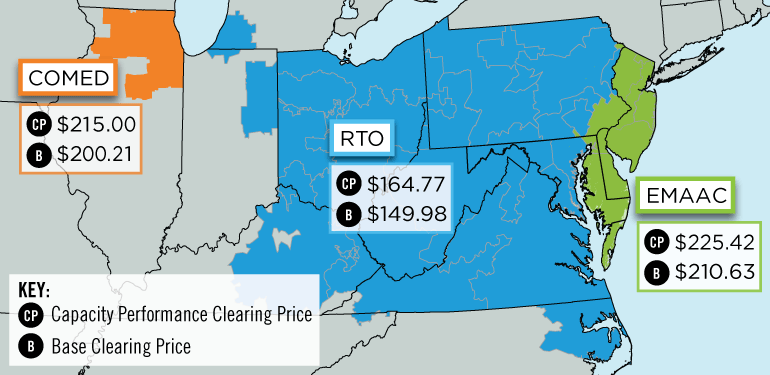 COMED
CP $215.00
B $200.21
RTO
CP $164.77
B $149.98
EMAAC
CP $225.42
B $210.63
KEY:
CP Capacity Performance Clearing Price
B Base Clearing Price